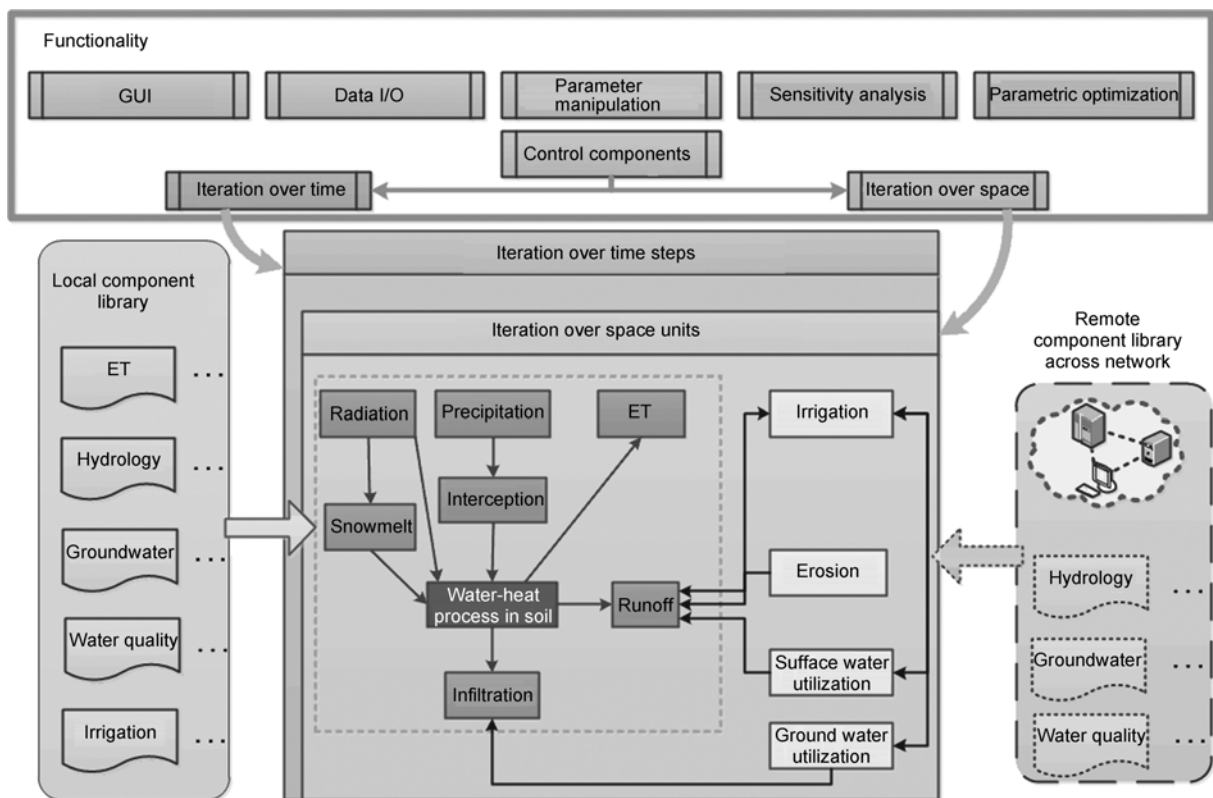 Functionality
GUI
Data I/O
Parameter
manipulation
Sensitivity analysis
Parametric optimization
Control components
Iteration over time
Iteration over space
Local component
library
ET ...
Hydrology ...
Groundwater ...
Water quality ...
Irrigation ...
Iteration over time steps
Iteration over space units
Radiation
Precipitation
ET
Snowmelt
Interception
Water-heat
process in soil
Runoff
Infiltration
Irrigation
Erosion
Sufface water
utilization
Ground water
utilization
Remote
component library
across network
Hydrology ...
Groundwater ...
Water quality ...